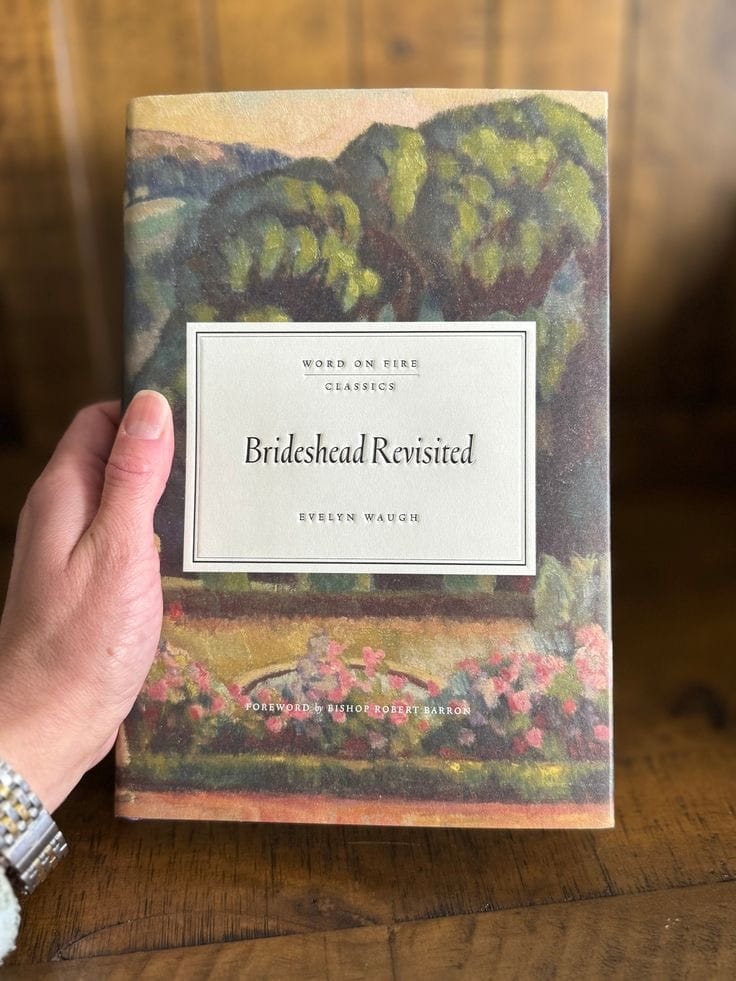 WORD ON FIRE
CLASSICS
Brideshead Revisited
EVELYN WAUGH
FOREWORD by BISHOP ROBERT BARRON